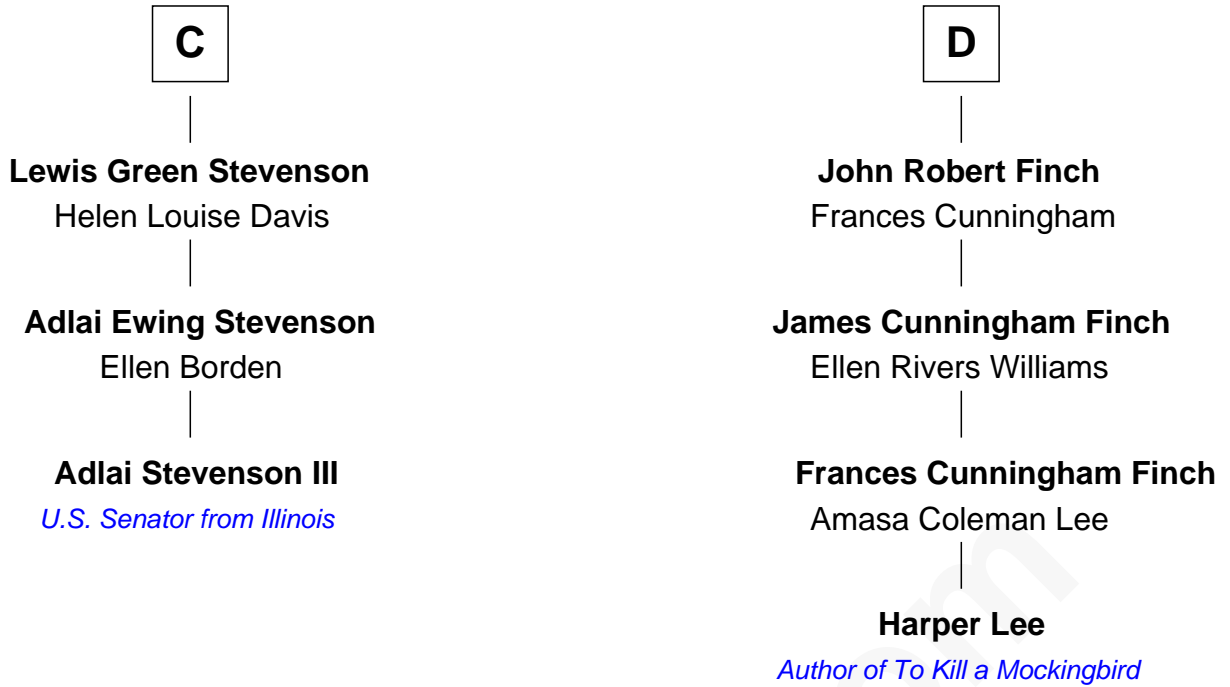 C
Lewis Green Stevenson
Helen Louise Davis
Adlai Ewing Stevenson
Ellen Borden
Adlai Stevenson III
U.S. Senator from Illinois
D
John Robert Finch
Frances Cunningham
James Cunningham Finch
Ellen Rivers Williams
Frances Cunningham Finch
Amasa Coleman Lee
Harper Lee
Author of To Kill a Mockingbird